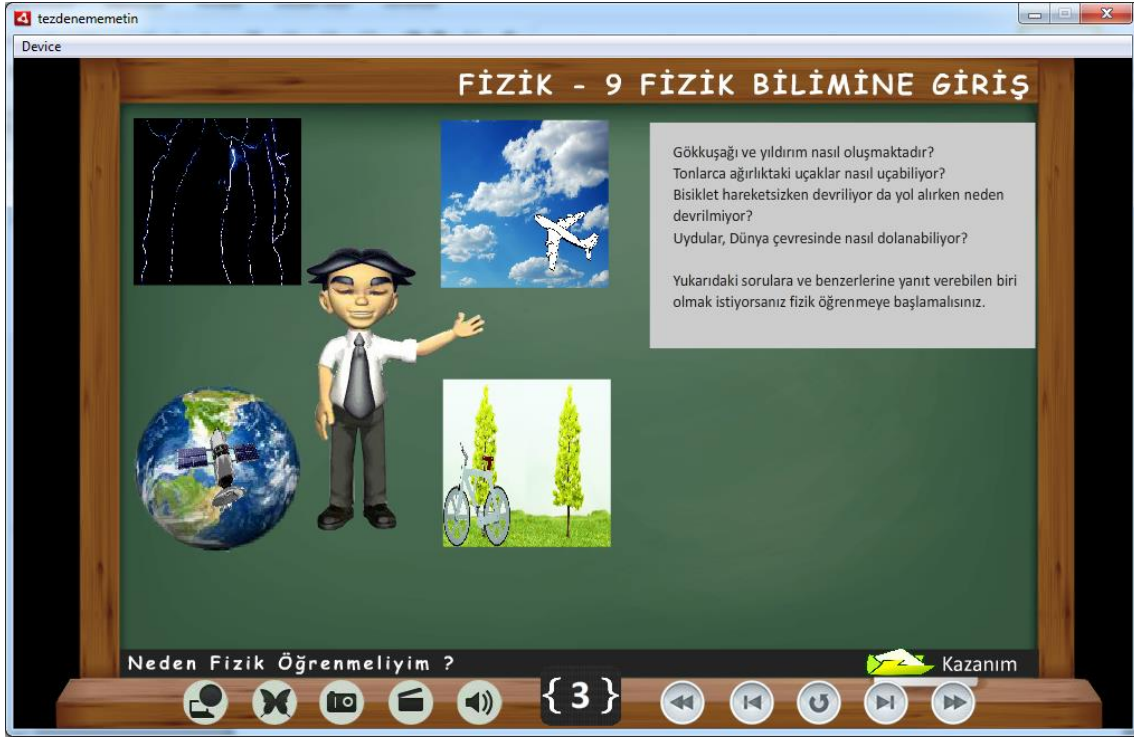 tezdenememetin
Device
FİZİK - 9 FİZİK BİLİMİNE GİRİŞ
Gökkuşağı ve yıldırım nasıl oluşmaktadır?
Tonlarca ağırlıktaki uçaklar nasıl uçabiliyor?
Bisiklet hareketsizken devriliyor da yol alırken neden
devrilmiyor?
Uydular, Dünya çevresinde nasıl dolanabiliyor?
Yukarıdaki sorulara ve benzerlerine yanıt verebilen biri
olmak istiyorsanız fizik öğrenmeye başlamalısınız.
Neden Fizik Öğrenmeliyim ?
Kazanım
{3}